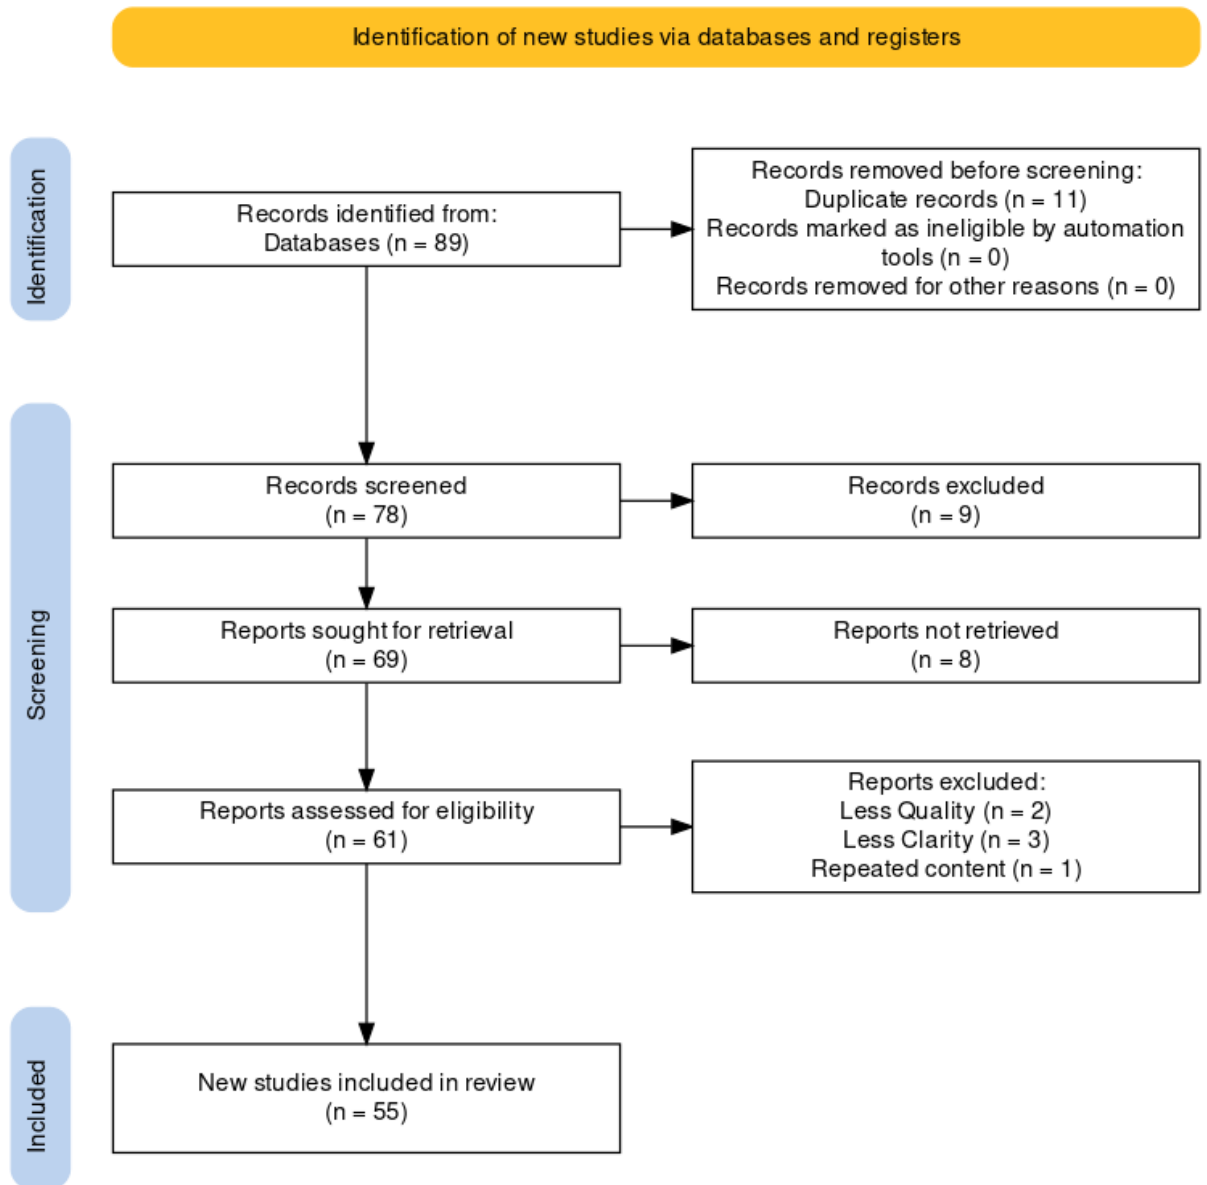 Identification of new studies via databases and registers
Identification
Records identified from:
Databases (n = 89)
Records removed before screening:
Duplicate records (n = 11)
Records marked as ineligible by automation
tools (n = 0)
Records removed for other reasons (n = 0)
Screening
Records screened
(n = 78)
Records excluded
(n = 9)
Reports sought for retrieval
(n = 69)
Reports not retrieved
(n = 8)
Reports assessed for eligibility
(n = 61)
Reports excluded:
Less Quality (n = 2)
Less Clarity (n = 3)
Repeated content (n = 1)
Included
New studies included in review
(n = 55)